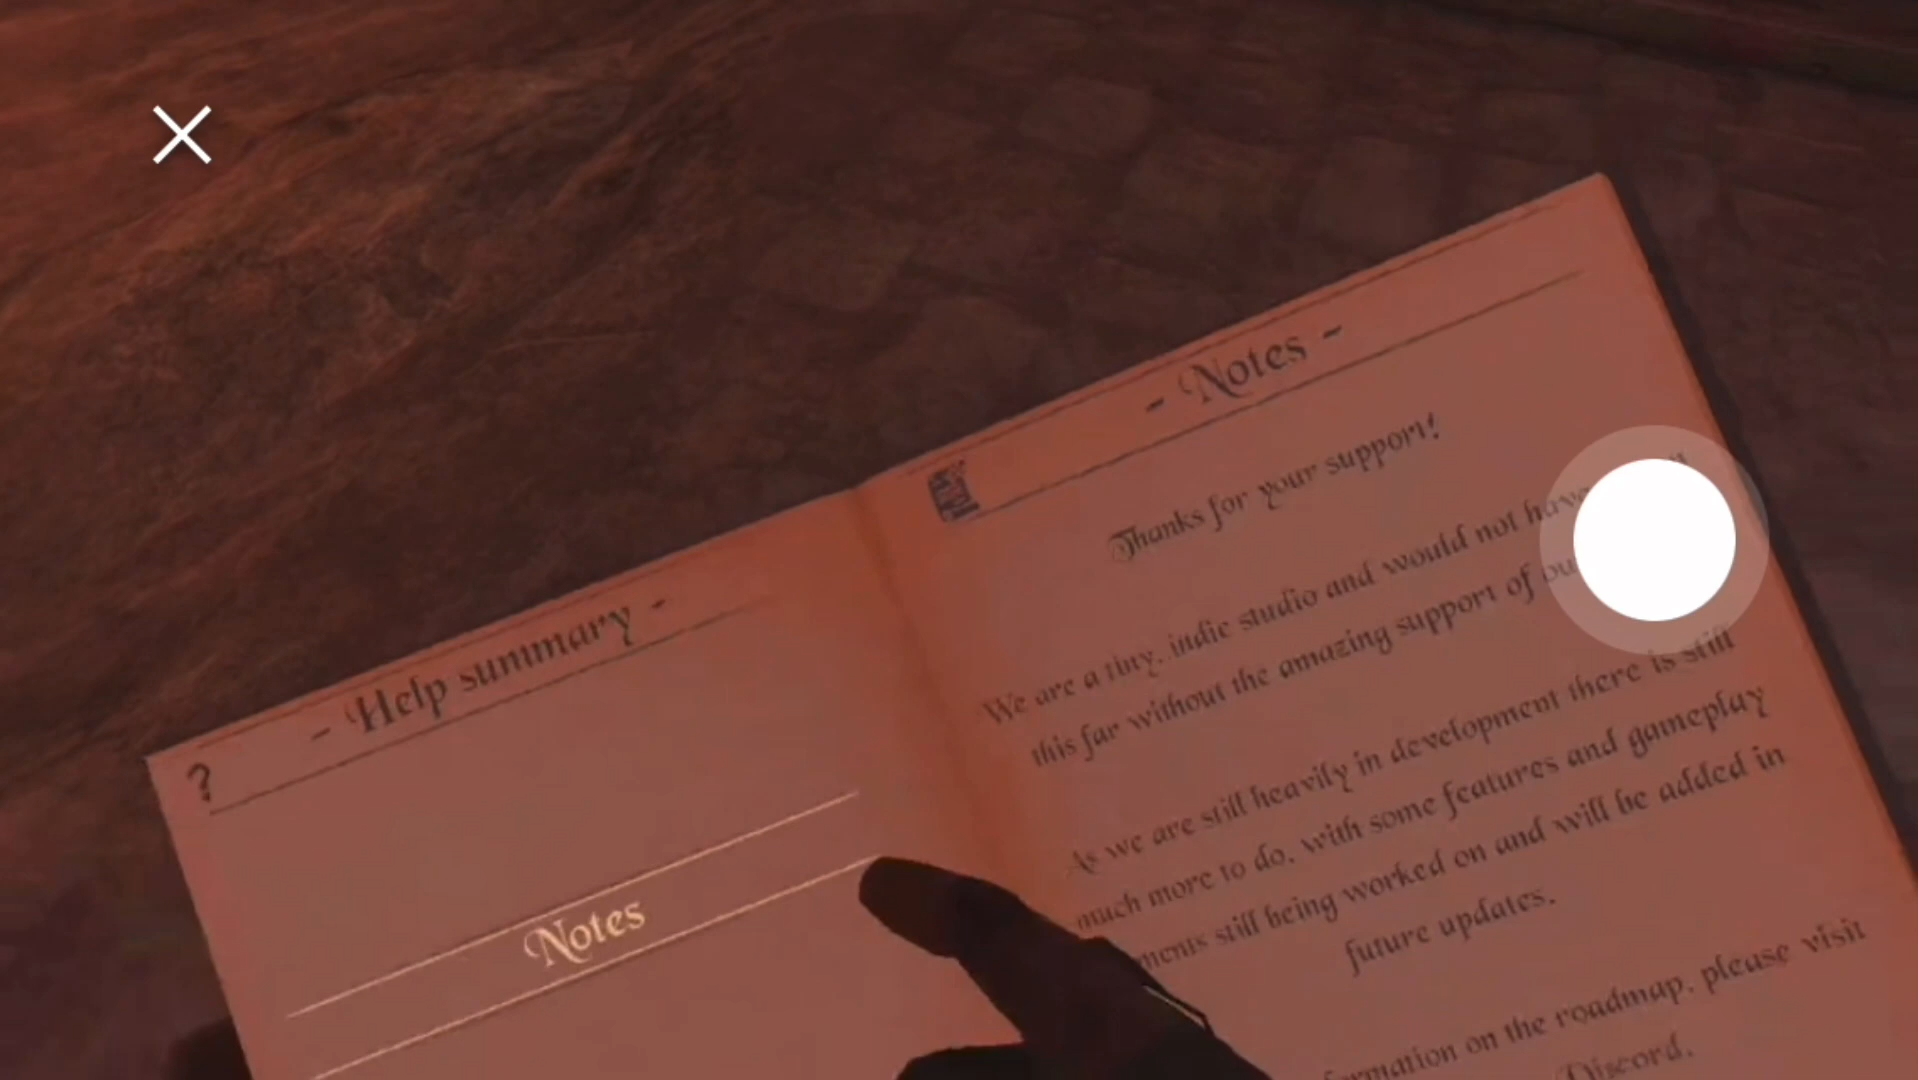 - Help summary -
?
Notes
- Notes -
Thanks for your support!
We are a tiny, indie studio and would not have
this far without the amazing support of
As we are still heavily in development there is still
much more to do, with some features and gameplay
still being worked on and will be added in
future updates.
on the roadmap, please visit
Discord.